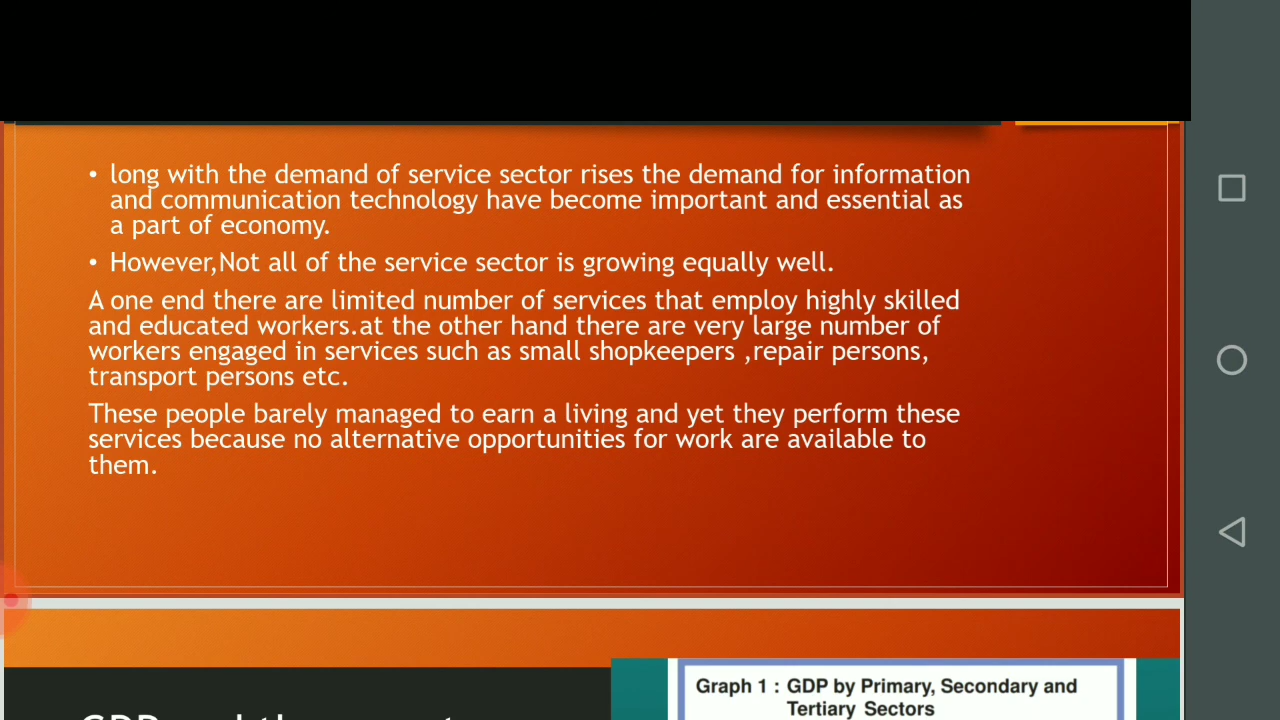 • long with the demand of service sector rises the demand for information
and communication technology have become important and essential as
a part of economy.
• However,Not all of the service sector is growing equally well.
A one end there are limited number of services that employ highly skilled
and educated workers.at the other hand there are very large number of
workers engaged in services such as small shopkeepers ,repair persons,
transport persons etc.
These people barely managed to earn a living and yet they perform these
services because no alternative opportunities for work are available to
them.
Graph 1 : GDP by Primary, Secondary and
Tertiary Sectors